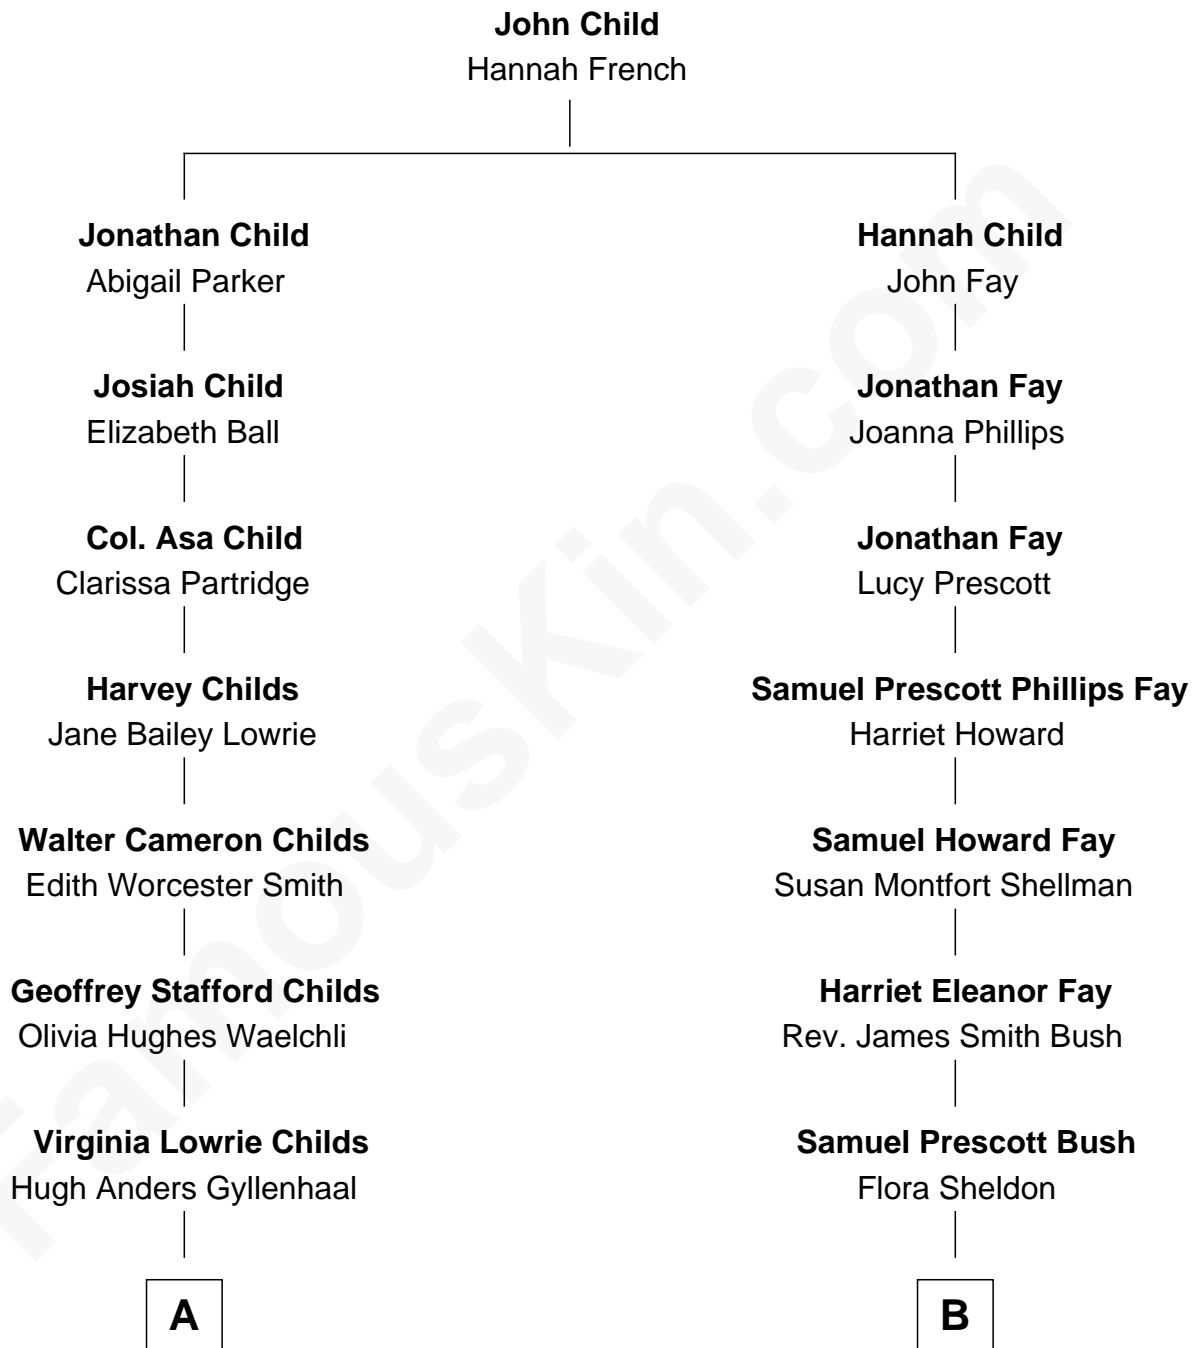 John Child
Hannah French
Jonathan Child
Abigail Parker
Hannah Child
John Fay
Josiah Child
Elizabeth Ball
Jonathan Fay
Joanna Phillips
Col. Asa Child
Clarissa Partridge
Jonathan Fay
Lucy Prescott
Harvey Childs
Jane Bailey Lowrie
Samuel Prescott Phillips Fay
Harriet Howard
Walter Cameron Childs
Edith Worcester Smith
Samuel Howard Fay
Susan Montfort Shellman
Geoffrey Stafford Childs
Olivia Hughes Waelchli
Harriet Eleanor Fay
Rev. James Smith Bush
Virginia Lowrie Childs
Hugh Anders Gyllenhaal
Samuel Prescott Bush
Flora Sheldon
A
B
FamousKin.com